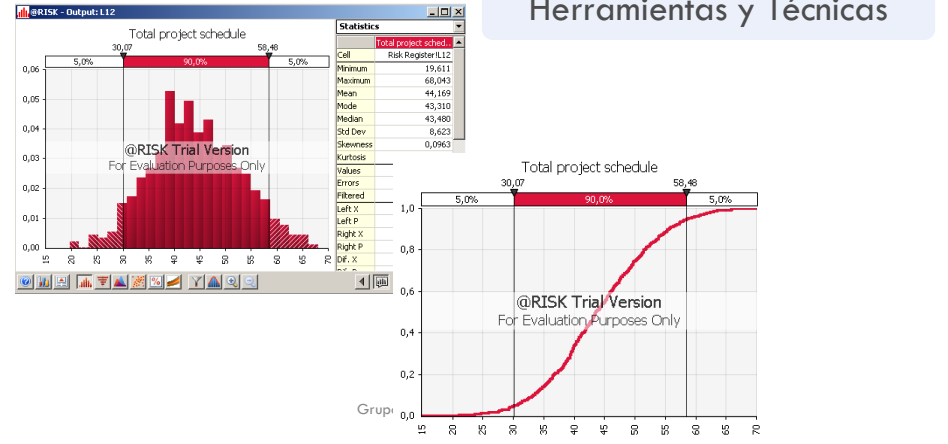 Herramientas y Técnicas
@RISK - Output: L12
Total project schedule
30,07 58,48
5,0% 90,0% 5,0%
0,06
0,05
0,04
0,03
0,02
0,01
0,00
15 20 25 30 35 40 45 50 55 60 65 70
@RISK Trial Version
For Evaluation Purposes Only
Statistics
Total project sched..
Cell Risk Register!L12
Minimum 19,611
Maximum 68,043
Mean 44,169
Mode 43,310
Median 43,480
Std Dev 8,623
Skewness 0,0963
Kurtosis
Values
Errors
Filtered
Left X
Left P
Right X
Right P
Dif. X
Total project schedule
30,07 58,48
5,0% 90,0% 5,0%
1,0
0,8
0,6
0,4
0,2
0,0
@RISK Trial Version
For Evaluation Purposes Only
15 20 25 30 35 40 45 50 55 60 65 70
Grup